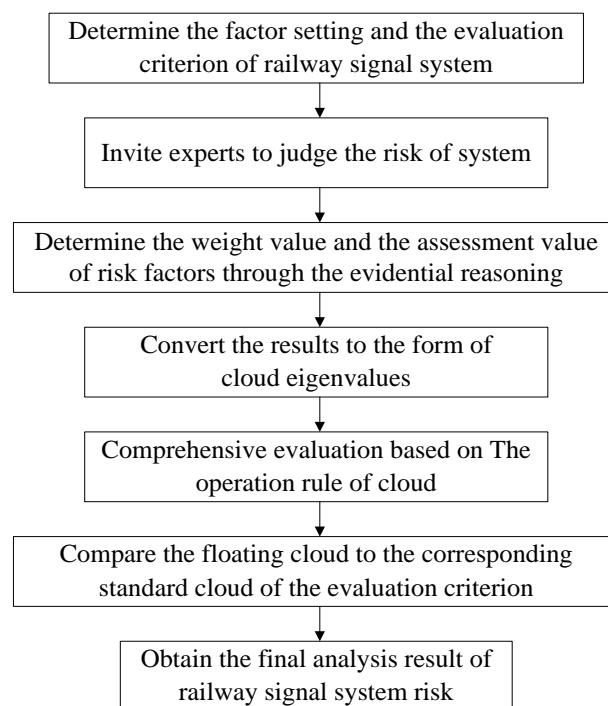 Determine the factor setting and the evaluation
criterion of railway signal system
Invite experts to judge the risk of system
Determine the weight value and the assessment value
of risk factors through the evidential reasoning
Convert the results to the form of
cloud eigenvalues
Comprehensive evaluation based on The
operation rule of cloud
Compare the floating cloud to the corresponding
standard cloud of the evaluation criterion
Obtain the final analysis result of
railway signal system risk